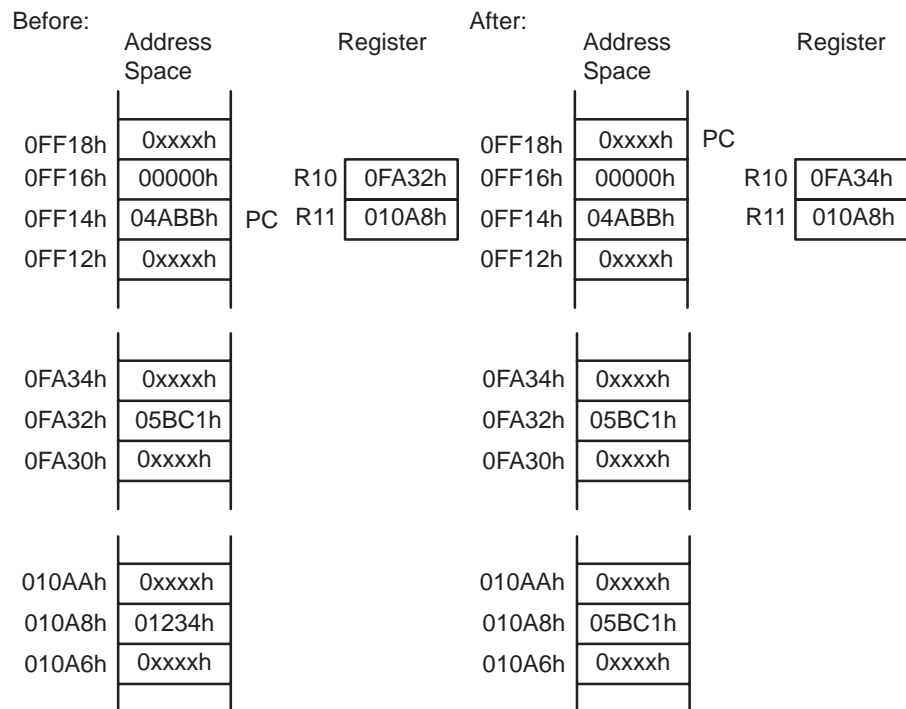 Before: After:
Address Register Address Register
Space Space
0FF18h 0xxxxh 0FF18h 0xxxxh PC
0FF16h 00000h R10 0FA32h 0FF16h 00000h R10 0FA34h
0FF14h 04ABBh PC R11 010A8h 0FF14h 04ABBh R11 010A8h
0FF12h 0xxxxh 0FF12h 0xxxxh
0FA34h 0xxxxh 0FA34h 0xxxxh
0FA32h 05BC1h 0FA32h 05BC1h
0FA30h 0xxxxh 0FA30h 0xxxxh
010AAh 0xxxxh 010AAh 0xxxxh
010A8h 01234h 010A8h 05BC1h
010A6h 0xxxxh 010A6h 0xxxxh